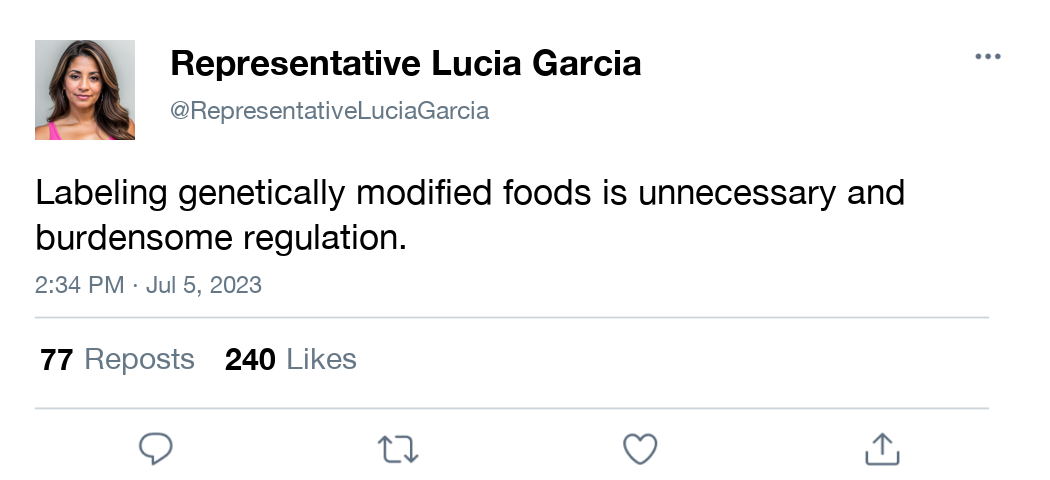 Representative Lucia Garcia
@RepresentativeLuciaGarcia
Labeling genetically modified foods is unnecessary and
burdensome regulation.
2:34 PM · Jul 5, 2023
77 Reposts 240 Likes